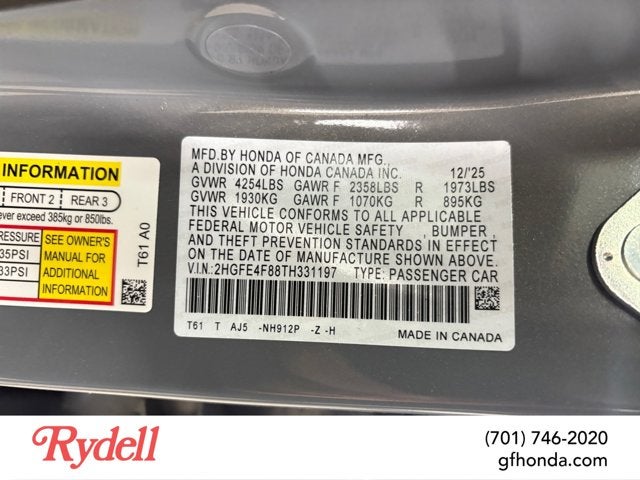 INFORMATION
FRONT 2 REAR 3
ever exceed 385kg or 850lbs.
PRESSURE
35PSI
33PSI
SEE OWNER'S
MANUAL FOR
ADDITIONAL
INFORMATION
T61 A0
MFD.BY HONDA OF CANADA MFG.,
A DIVISION OF HONDA CANADA INC. 12/'25
GVWR 4254LBS GAWR F 2358LBS R 1973LBS
GVWR 1930KG GAWR F 1070KG R 895KG
THIS VEHICLE CONFORMS TO ALL APPLICABLE
FEDERAL MOTOR VEHICLE SAFETY , BUMPER ,
AND THEFT PREVENTION STANDARDS IN EFFECT
ON THE DATE OF MANUFACTURE SHOWN ABOVE.
V.I.N.:2HGFE4F88TH331197 TYPE: PASSENGER CAR
T61 T AJ5 -NH912P -Z -H
MADE IN CANADA
Rydell
(701) 746-2020
gfhonda.com